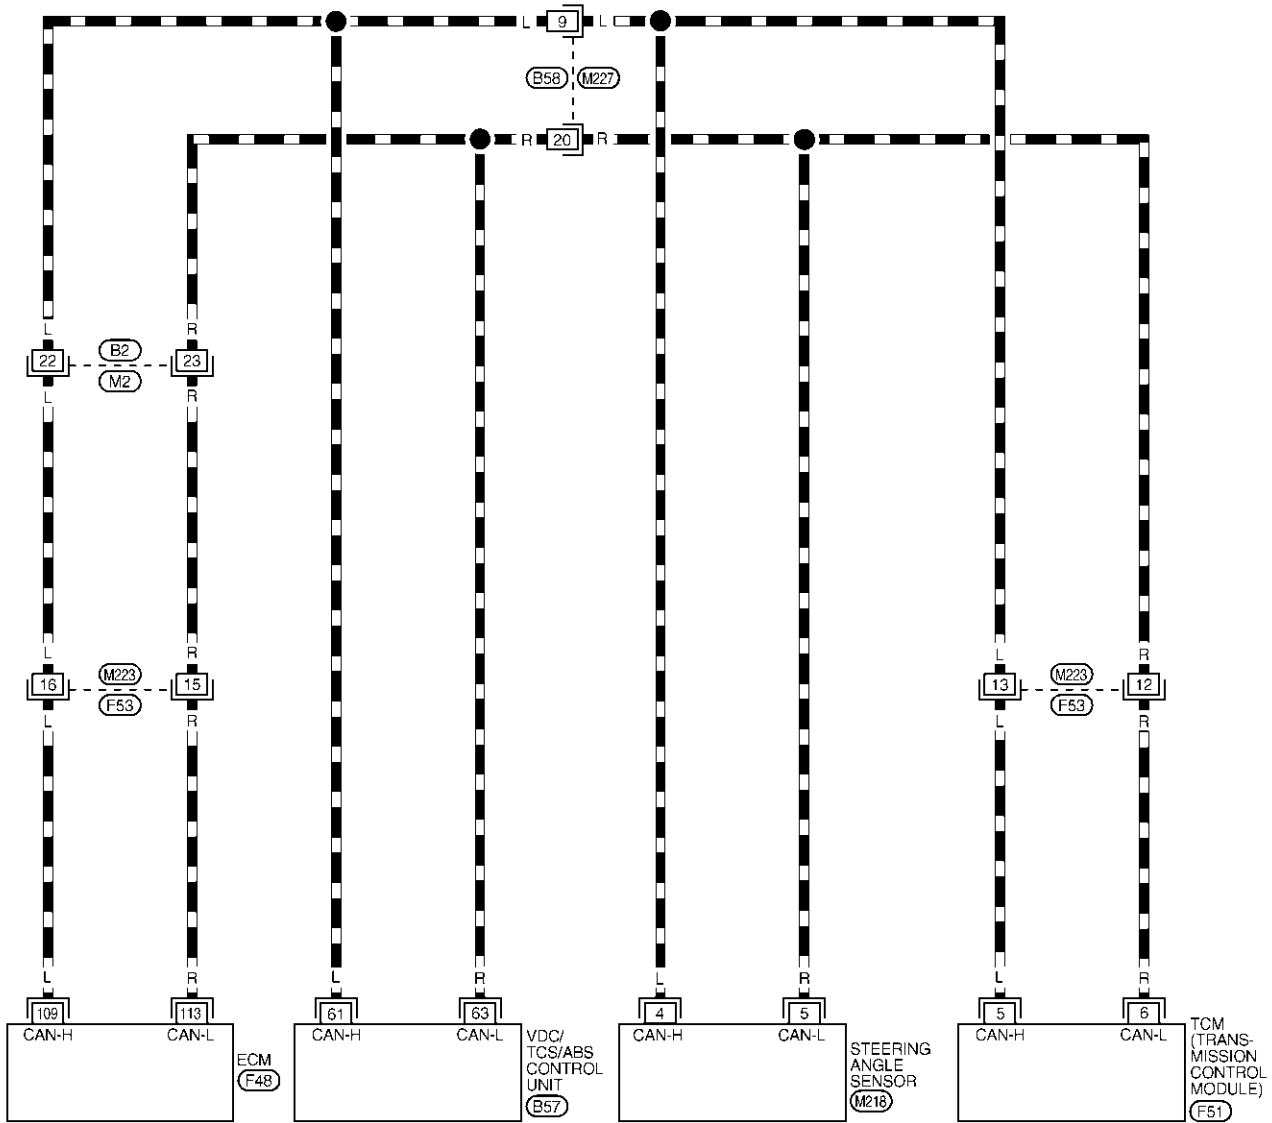 L 9 L
B58 M227
R 20 R
L R
22 B2 23
M2
L R
L R L R
16 M223 15 13 M223 12
F53 F53
L R L R
L R L R L R L R
109 113 61 63 4 5 5 6
CAN-H CAN-L CAN-H CAN-L CAN-H CAN-L CAN-H CAN-L
ECM
F48
VDC/
TCS/ABS
CONTROL
UNIT
B57
STEERING
ANGLE
SENSOR
M218
TCM
(TRANS-
MISSION
CONTROL
MODULE)
F51